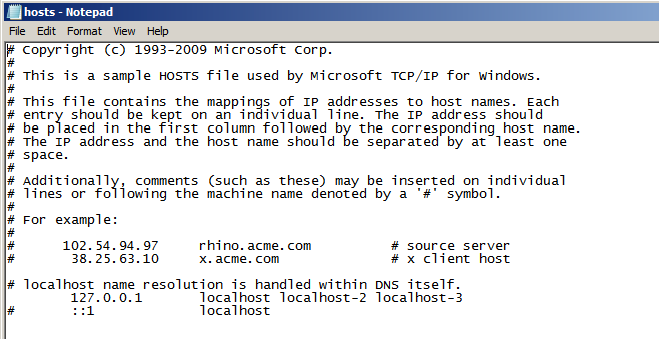 hosts - Notepad
File Edit Format View Help
# Copyright (c) 1993-2009 Microsoft Corp.
#
# This is a sample HOSTS file used by Microsoft TCP/IP for Windows.
#
# This file contains the mappings of IP addresses to host names. Each
# entry should be kept on an individual line. The IP address should
# be placed in the first column followed by the corresponding host name.
# The IP address and the host name should be separated by at least one
# space.
#
# Additionally, comments (such as these) may be inserted on individual
# lines or following the machine name denoted by a '#' symbol.
#
# For example:
#
#      102.54.94.97     rhino.acme.com          # source server
#       38.25.63.10     x.acme.com              # x client host

# localhost name resolution is handled within DNS itself.
        127.0.0.1       localhost localhost-2 localhost-3
#       ::1             localhost